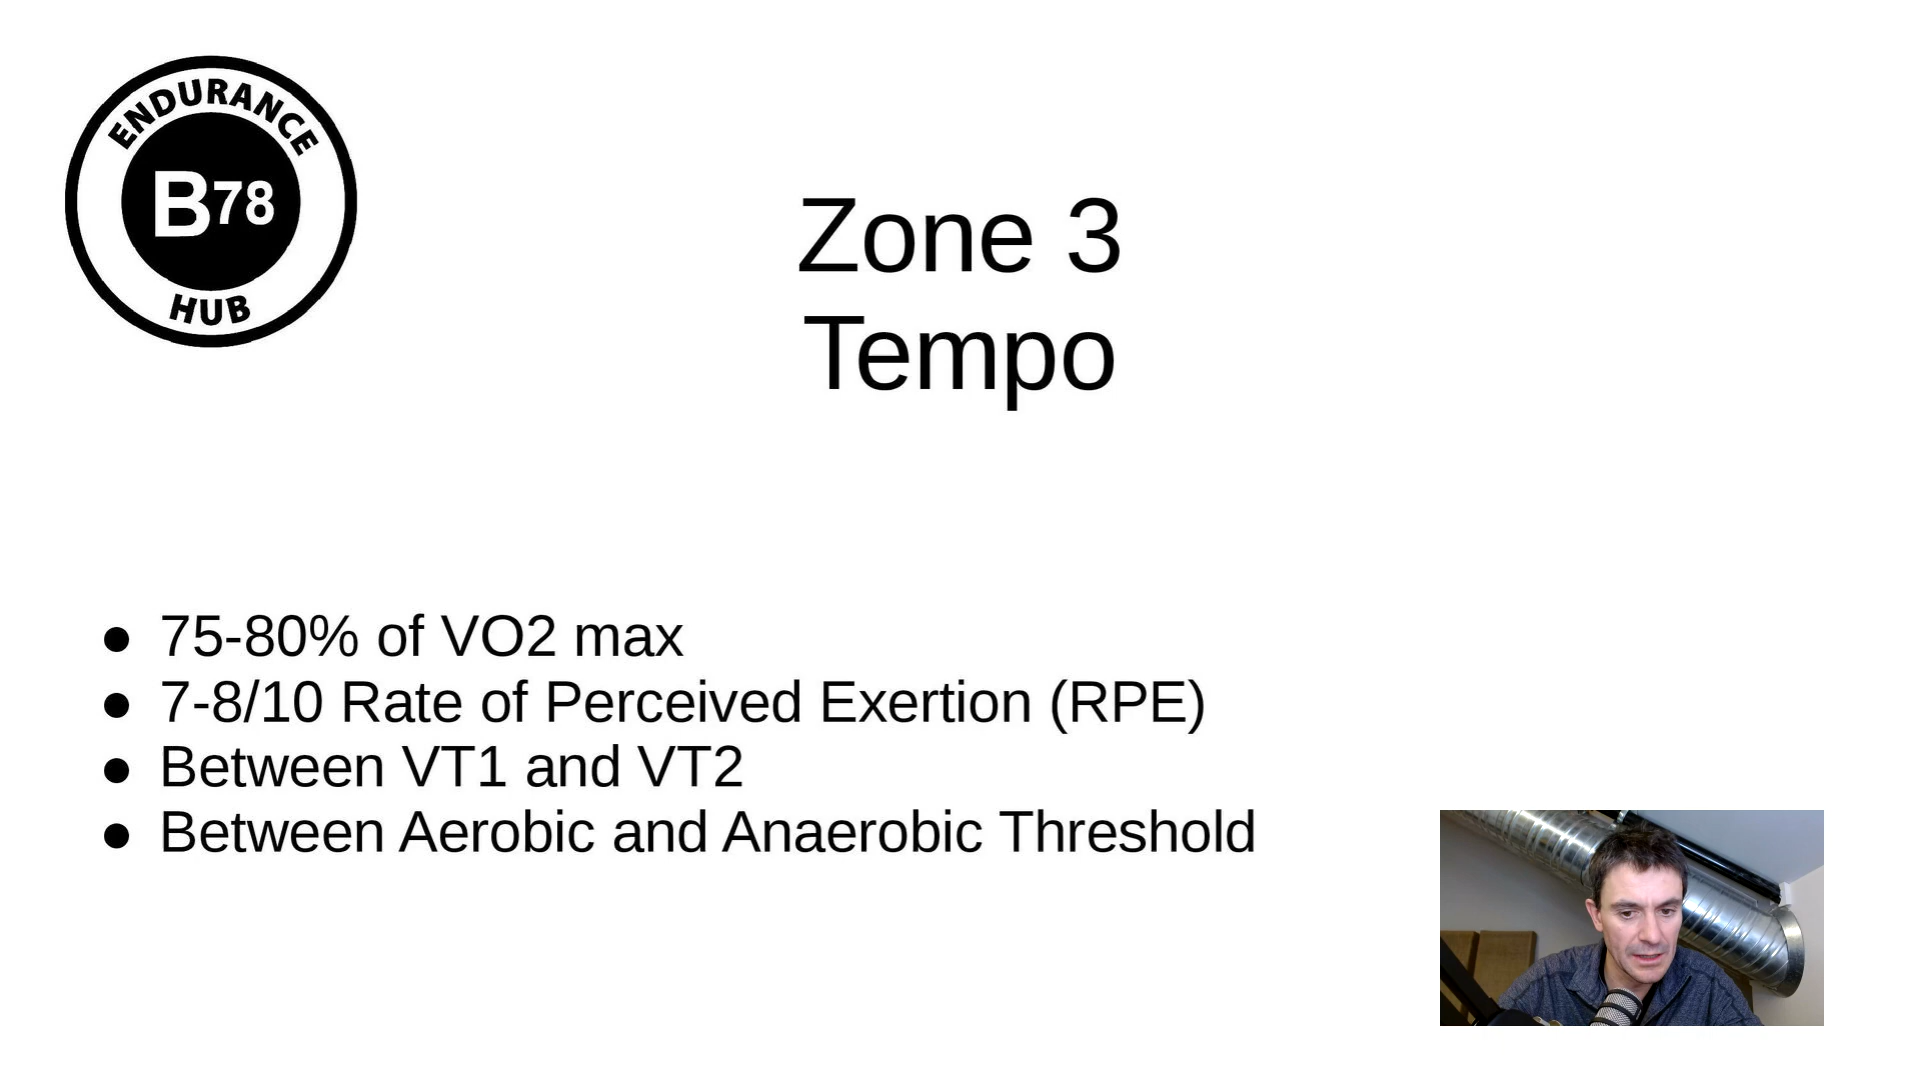 ENDURANCE
B78
HUB
Zone 3
Tempo
● 75-80% of VO2 max
● 7-8/10 Rate of Perceived Exertion (RPE)
● Between VT1 and VT2
● Between Aerobic and Anaerobic Threshold